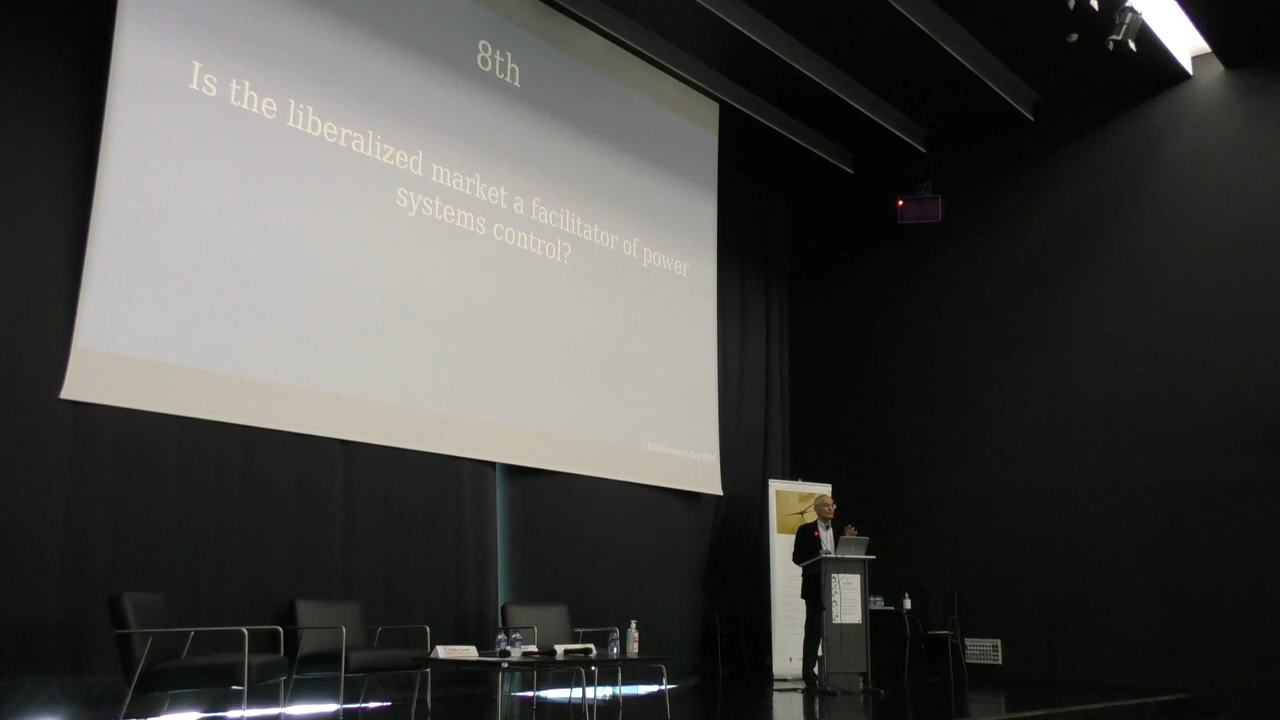 8th
Is the liberalized market a facilitator of power
systems control?